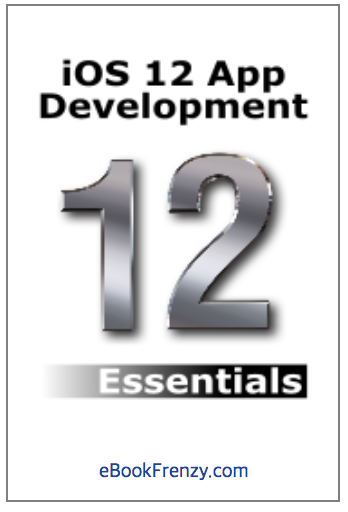 iOS 12 App
Development
12
Essentials
eBookFrenzy.com